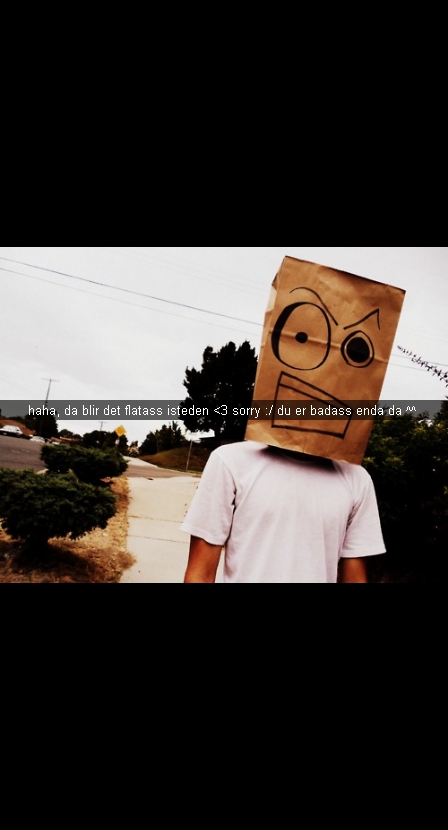 haha, da blir det flatass isteden <3 sorry :/ du er badass enda da ^^